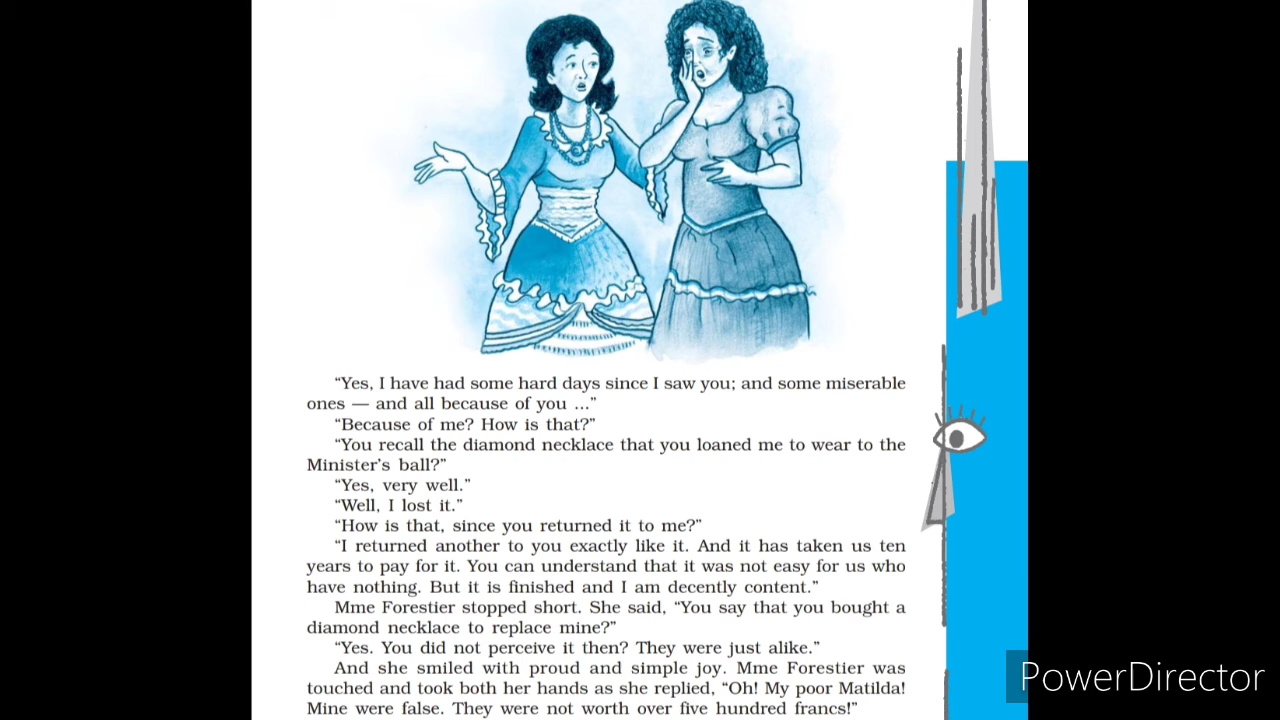 “Yes, I have had some hard days since I saw you; and some miserable
ones — and all because of you ...”
“Because of me? How is that?”
“You recall the diamond necklace that you loaned me to wear to the
Minister’s ball?”
“Yes, very well.”
“Well, I lost it.”
“How is that, since you returned it to me?”
“I returned another to you exactly like it. And it has taken us ten
years to pay for it. You can understand that it was not easy for us who
have nothing. But it is finished and I am decently content.”
Mme Forestier stopped short. She said, “You say that you bought a
diamond necklace to replace mine?”
“Yes. You did not perceive it then? They were just alike.”
And she smiled with proud and simple joy. Mme Forestier was
touched and took both her hands as she replied, “Oh! My poor Matilda!
Mine were false. They were not worth over five hundred francs!”
PowerDirector